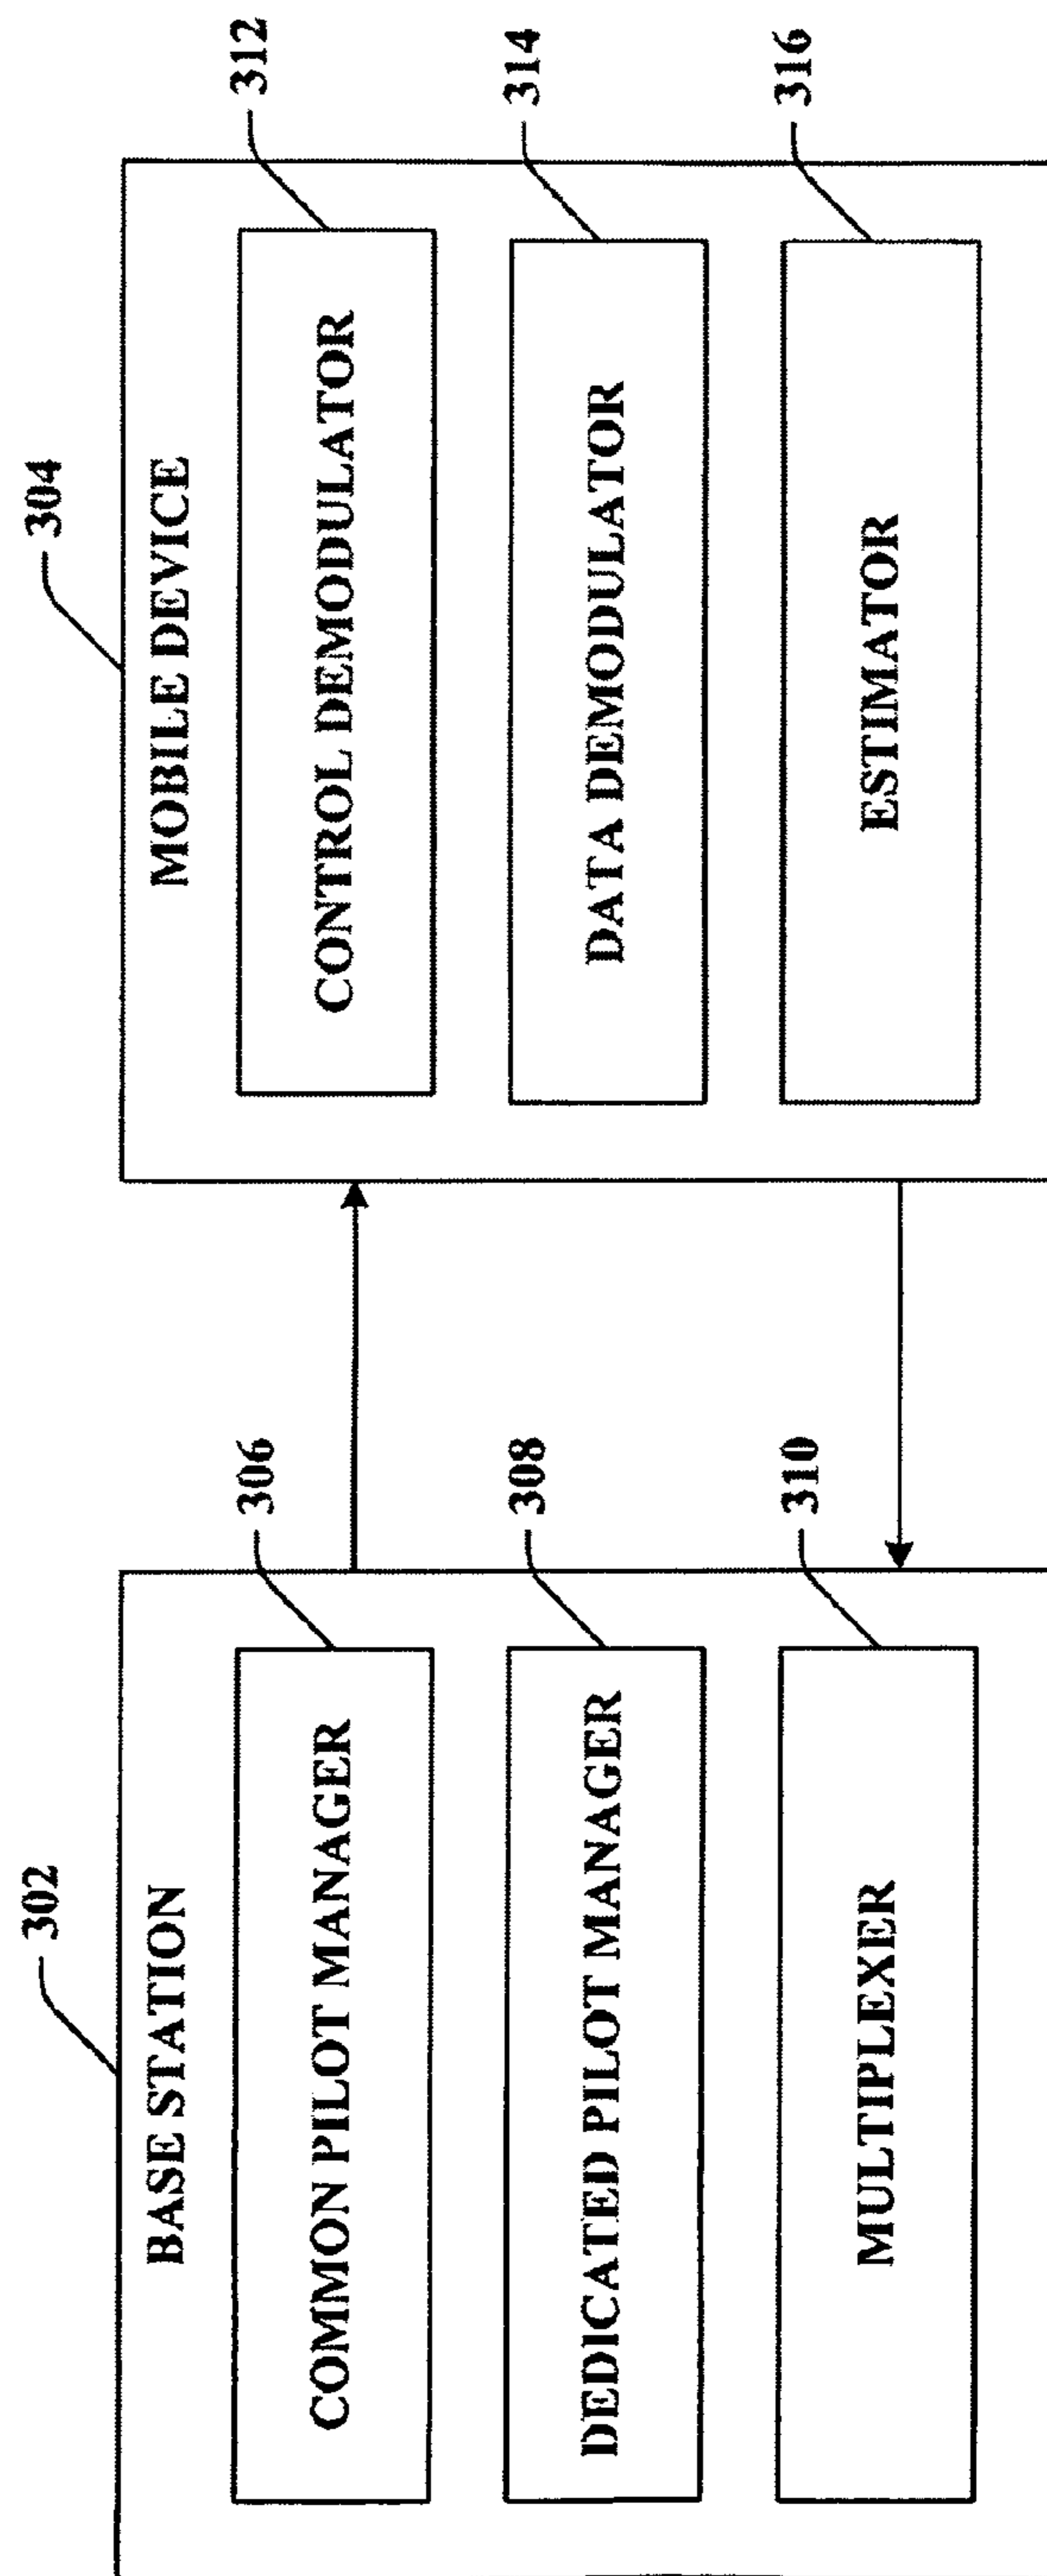 302
BASE STATION
306
COMMON PILOT MANAGER
308
DEDICATED PILOT MANAGER
310
MULTIPLEXER
304
MOBILE DEVICE
312
CONTROL DEMODULATOR
314
DATA DEMODULATOR
316
ESTIMATOR